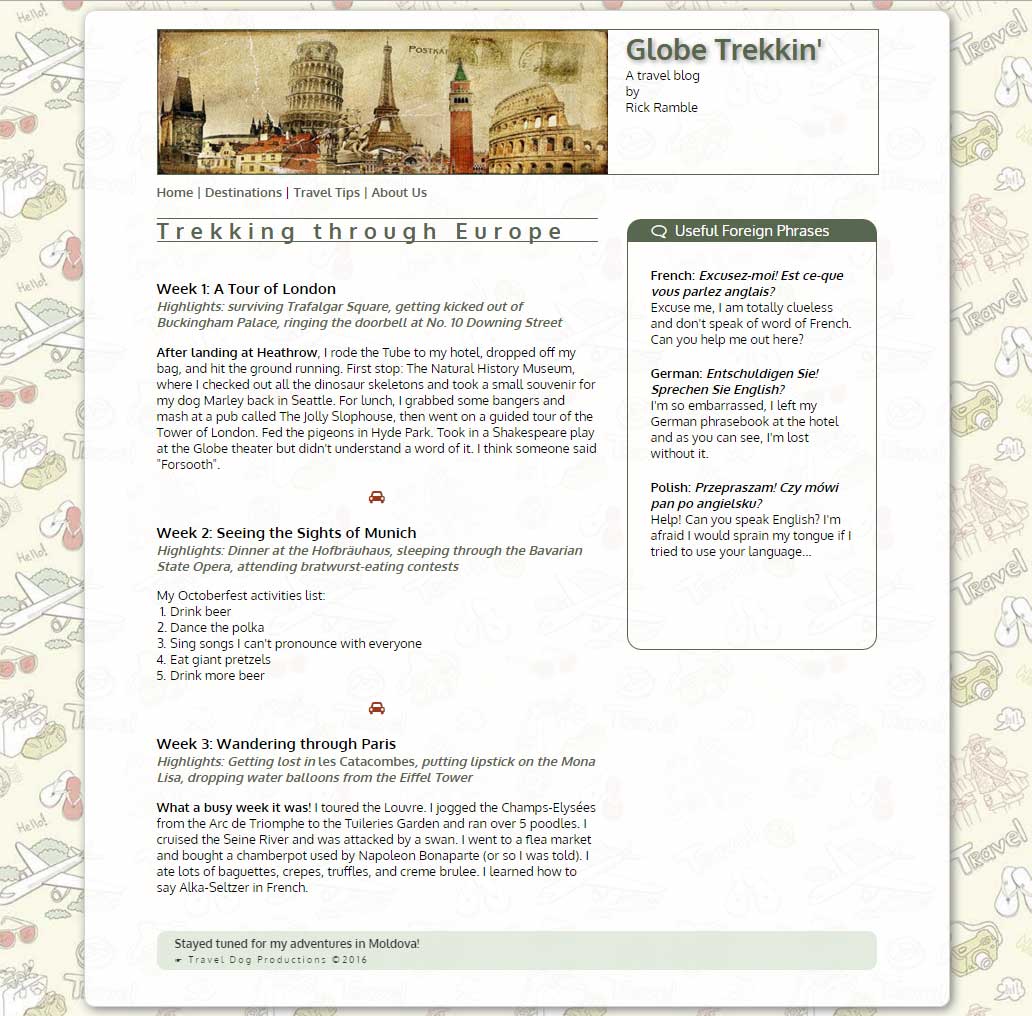 POSTKAR
Globe Trekkin'
A travel blog
by
Rick Ramble
Home | Destinations | Travel Tips | About Us
Trekking through Europe
Week 1: A Tour of London
Highlights: surviving Trafalgar Square, getting kicked out of
Buckingham Palace, ringing the doorbell at No. 10 Downing Street
After landing at Heathrow, I rode the Tube to my hotel, dropped off my
bag, and hit the ground running. First stop: The Natural History Museum,
where I checked out all the dinosaur skeletons and took a small souvenir for
my dog Marley back in Seattle. For lunch, I grabbed some bangers and
mash at a pub called The Jolly Slophouse, then went on a guided tour of the
Tower of London. Fed the pigeons in Hyde Park. Took in a Shakespeare play
at the Globe theater but didn't understand a word of it. I think someone said
"Forsooth".
Week 2: Seeing the Sights of Munich
Highlights: Dinner at the Hofbräuhaus, sleeping through the Bavarian
State Opera, attending bratwurst-eating contests
My Octoberfest activities list:
1. Drink beer
2. Dance the polka
3. Sing songs I can't pronounce with everyone
4. Eat giant pretzels
5. Drink more beer
Week 3: Wandering through Paris
Highlights: Getting lost in les Catacombes, putting lipstick on the Mona
Lisa, dropping water balloons from the Eiffel Tower
What a busy week it was! I toured the Louvre. I jogged the Champs-Elysées
from the Arc de Triomphe to the Tuileries Garden and ran over 5 poodles. I
cruised the Seine River and was attacked by a swan. I went to a flea market
and bought a chamberpot used by Napoleon Bonaparte (or so I was told). I
ate lots of baguettes, crepes, truffles, and creme brulee. I learned how to
say Alka-Seltzer in French.
Useful Foreign Phrases
French: Excusez-moi! Est ce-que
vous parlez anglais?
Excuse me, I am totally clueless
and don't speak of word of French.
Can you help me out here?
German: Entschuldigen Sie!
Sprechen Sie English?
I'm so embarrassed, I left my
German phrasebook at the hotel
and as you can see, I'm lost
without it.
Polish: Przepraszam! Czy mówi
pan po angielsku?
Help! Can you speak English? I'm
afraid I would sprain my tongue if I
tried to use your language...
Stayed tuned for my adventures in Moldova!
☛ Travel Dog Productions ©2016
Hello!
Travel
Travel
Hello!
Travel
Hello!
Travel
Hello!
Travel